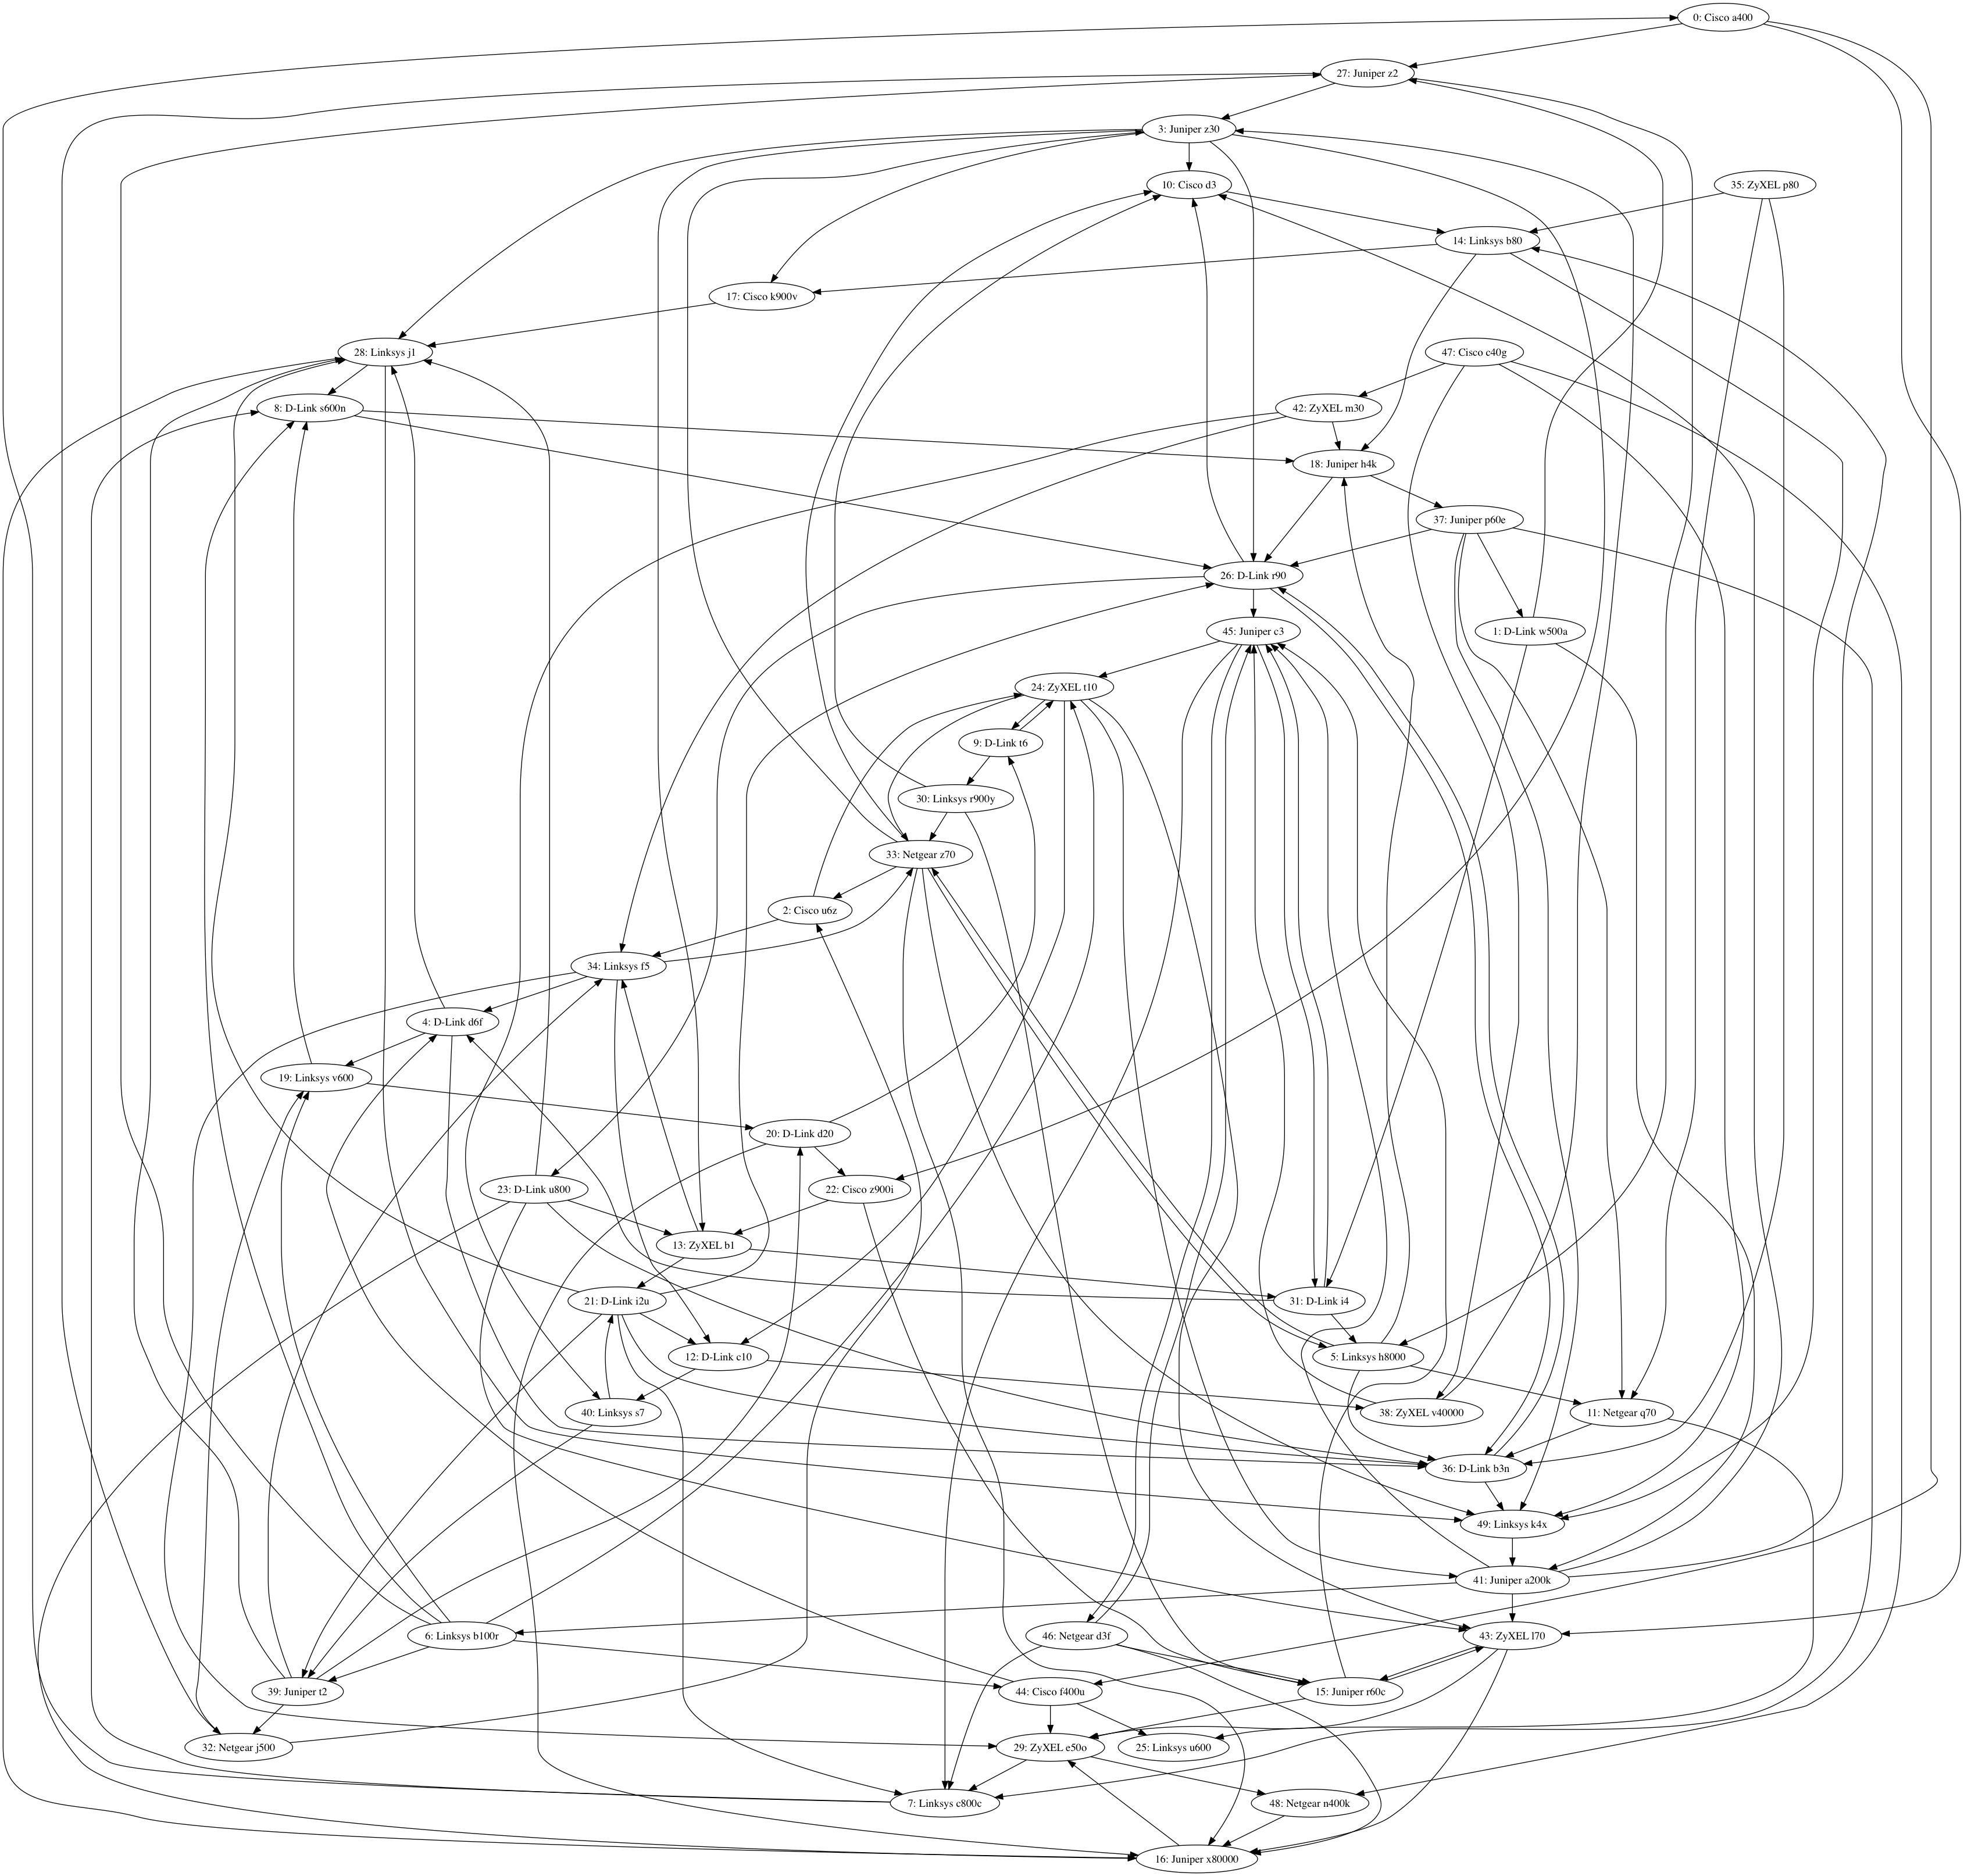 0: Cisco a400
27: Juniper z2
3: Juniper z30
10: Cisco d3
35: ZyXEL p80
14: Linksys b80
17: Cisco k900v
28: Linksys j1
47: Cisco c40g
8: D-Link s600n
42: ZyXEL m30
18: Juniper h4k
37: Juniper p60e
26: D-Link r90
45: Juniper c3
1: D-Link w500a
24: ZyXEL t10
9: D-Link t6
30: Linksys r900y
33: Netgear z70
2: Cisco u6z
34: Linksys f5
4: D-Link d6f
19: Linksys v600
20: D-Link d20
23: D-Link u800
22: Cisco z900i
13: ZyXEL b1
21: D-Link i2u
31: D-Link i4
12: D-Link c10
5: Linksys h8000
40: Linksys s7
38: ZyXEL v40000
11: Netgear q70
36: D-Link b3n
49: Linksys k4x
41: Juniper a200k
6: Linksys b100r
46: Netgear d3f
43: ZyXEL l70
39: Juniper t2
44: Cisco f400u
15: Juniper r60c
32: Netgear j500
29: ZyXEL e50o
25: Linksys u600
7: Linksys c800c
48: Netgear n400k
16: Juniper x80000